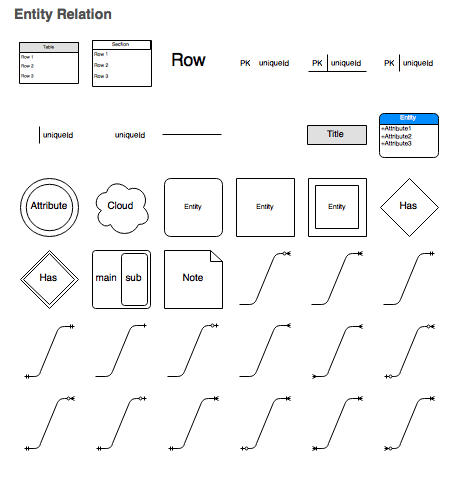 Entity Relation
Table
Row 1
Row 2
Row 3
Section
Row 1
Row 2
Row 3
Row
PK uniqueId
PK uniqueId
PK uniqueId
uniqueId
uniqueId
Title
Entity
+Attribute1
+Attribute2
+Attribute3
Attribute
Cloud
Entity
Entity
Entity
Has
Has
main sub
Note